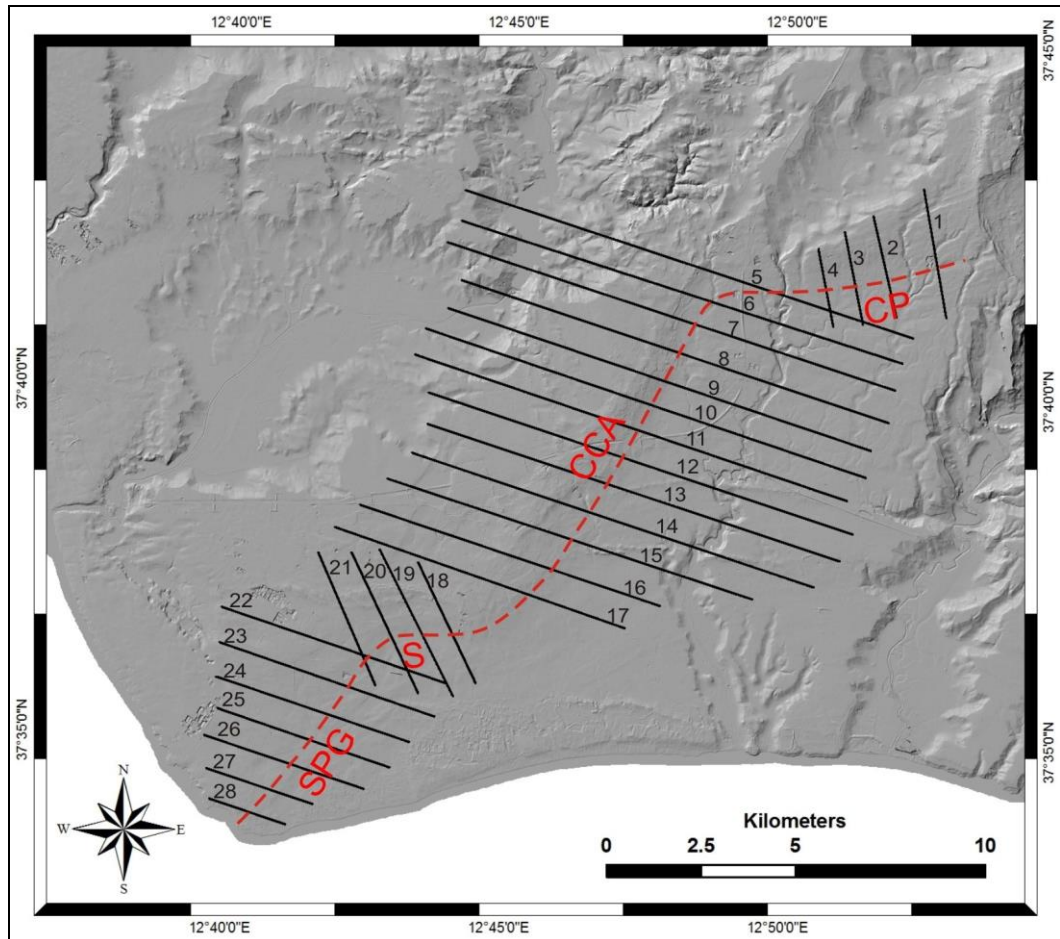 12°40'0"E 12°45'0"E 12°50'0"E
37°45'0"N
1
2
3
4
5
CP
6
7
8
37°40'0"N 37°40'0"N
9
10
CCA
11
12
13
14
15
21 20 19 18
16
22
17
23
S
24
25
37°35'0"N 37°35'0"N
26
SPG
27
28
N
W E
S
Kilometers
0 2.5 5 10
12°40'0"E 12°45'0"E 12°50'0"E